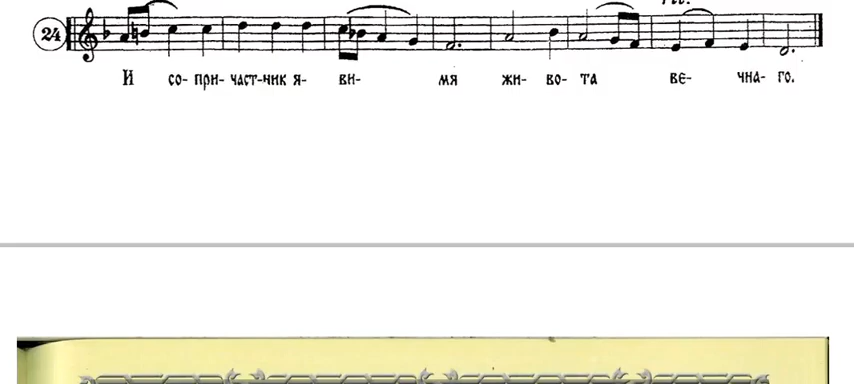 24
И со- при- част-ник я- ви- мя жи- во- та ве- чна- го.